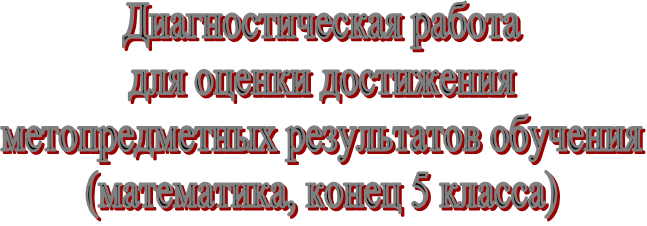 Диагностическая работа
для оценки достижения
метопредметных результатов обучения
(математика, конец 5 класса)